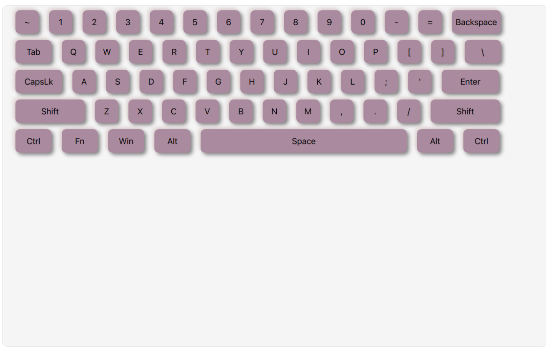 ~ 1 2 3 4 5 6 7 8 9 0 - = Backspace
Tab Q W E R T Y U I O P [ ] \
CapsLk A S D F G H J K L ; ' Enter
Shift Z X C V B N M , . / Shift
Ctrl Fn Win Alt Space Alt Ctrl